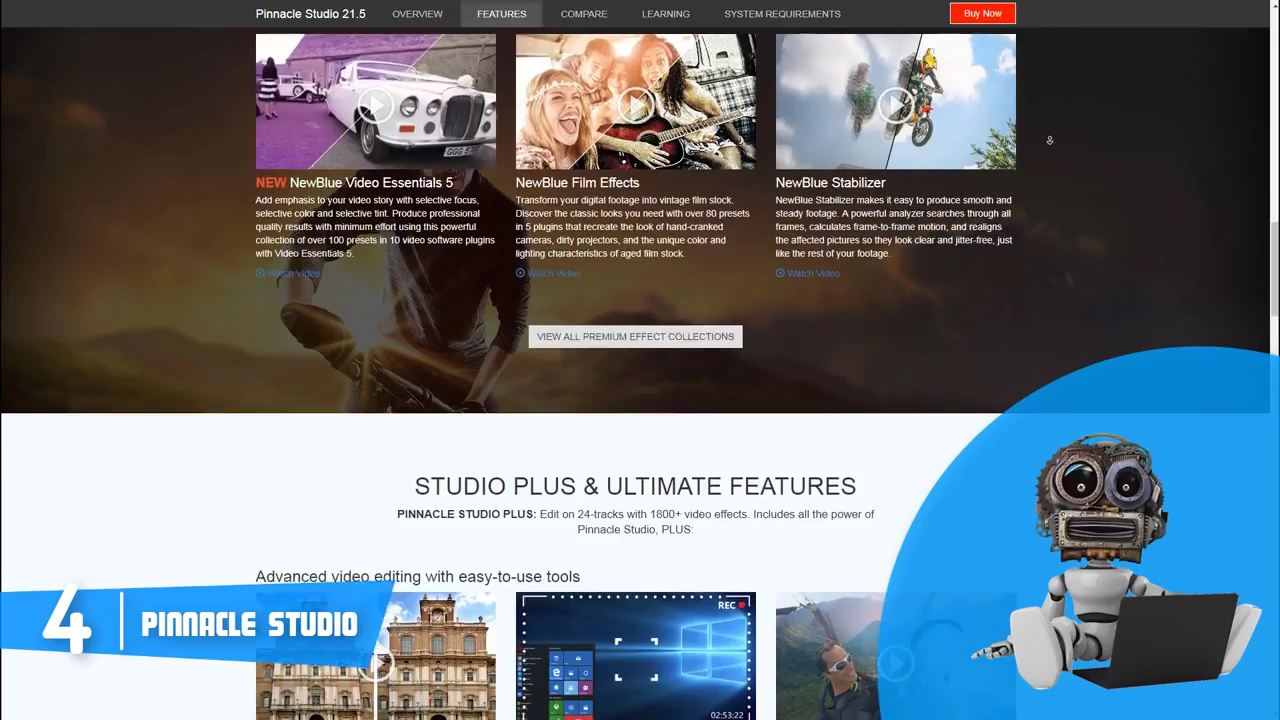 Pinnacle Studio 21.5
OVERVIEW
FEATURES
COMPARE
LEARNING
SYSTEM REQUIREMENTS
Buy Now
GGG 5
NEW NewBlue Video Essentials 5
Add emphasis to your video story with selective focus,
selective color and selective tint. Produce professional
quality results with minimum effort using this powerful
collection of over 100 presets in 10 video software plugins
with Video Essentials 5.
Watch Video
NewBlue Film Effects
Transform your digital footage into vintage film stock.
Discover the classic looks you need with over 80 presets
in 5 plugins that recreate the look of hand-cranked
cameras, dirty projectors, and the unique color and
lighting characteristics of aged film stock.
Watch Video
NewBlue Stabilizer
NewBlue Stabilizer makes it easy to produce smooth and
steady footage. A powerful analyzer searches through all
frames, calculates frame-to-frame motion, and realigns
the affected pictures so they look clear and jitter-free, just
like the rest of your footage.
Watch Video
VIEW ALL PREMIUM EFFECT COLLECTIONS
STUDIO PLUS & ULTIMATE FEATURES
PINNACLE STUDIO PLUS: Edit on 24-tracks with 1800+ video effects. Includes all the power of
Pinnacle Studio, PLUS:
Advanced video editing with easy-to-use tools
REC
02:53:22
4 PINNACLE STUDIO